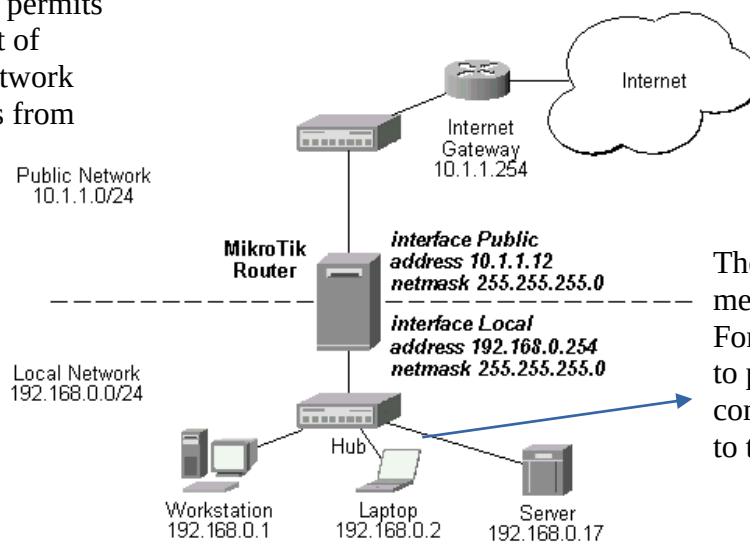 permits
t of
twork
s from
Internet
Internet
Gateway
10.1.1.254
Public Network
10.1.1.0/24
MikroTik
Router
interface Public
address 10.1.1.12
netmask 255.255.255.0
interface Local
address 192.168.0.254
netmask 255.255.255.0
Local Network
192.168.0.0/24
Hub
Workstation
192.168.0.1
Laptop
192.168.0.2
Server
192.168.0.17
The
me
For
to p
con
to t